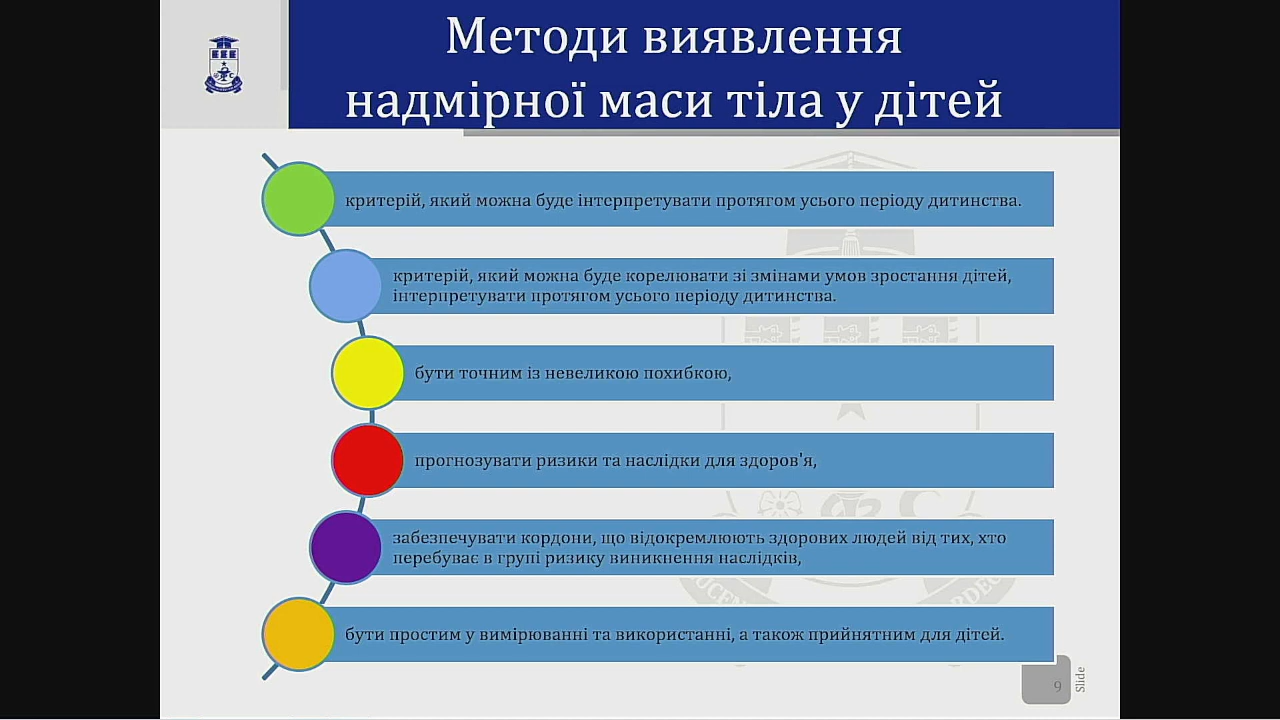 Методи виявлення
надмірної маси тіла у дітей
критерій, який можна буде інтерпретувати протягом усього періоду дитинства.
критерій, який можна буде корелювати зі змінами умов зростання дітей,
інтерпретувати протягом усього періоду дитинства.
бути точним із невеликою похибкою,
прогнозувати ризики та наслідки для здоров'я,
забезпечувати кордони, що відокремлюють здорових людей від тих, хто
перебуває в групі ризику виникнення наслідків,
бути простим у вимірюванні та використанні, а також прийнятним для дітей.
9
Slide